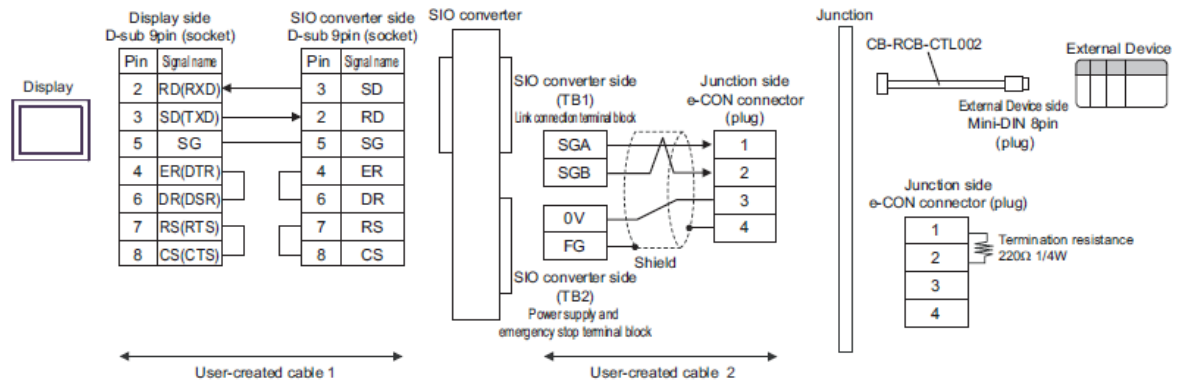 Display
Display side
D-sub 9pin (socket)
Pin Signal name
2 RD(RXD)
3 SD(TXD)
5 SG
4 ER(DTR)
6 DR(DSR)
7 RS(RTS)
8 CS(CTS)
SIO converter side
D-sub 9pin (socket)
Pin Signal name
3 SD
2 RD
5 SG
4 ER
6 DR
7 RS
8 CS
User-created cable 1
SIO converter
SIO converter side
(TB1)
Link connection terminal block
SGA
SGB
0V
FG
Shield
SIO converter side
(TB2)
Power supply and
emergency stop terminal block
Junction side
e-CON connector
(plug)
1
2
3
4
User-created cable 2
Junction
CB-RCB-CTL002
External Device
External Device side
Mini-DIN 8pin
(plug)
Junction side
e-CON connector (plug)
1
2
3
4
Termination resistance
220Ω 1/4W